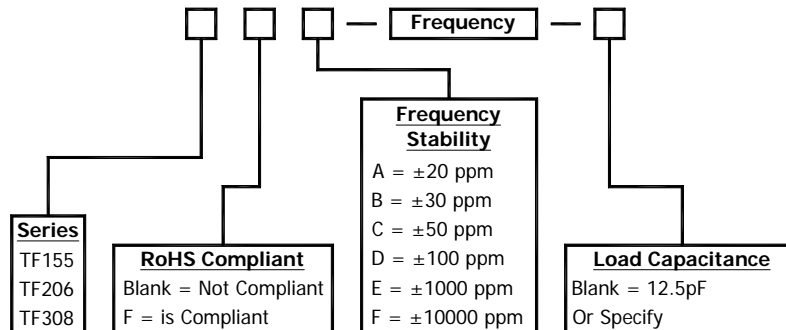 Frequency
Series
TF155
TF206
TF308
RoHS Compliant
Blank = Not Compliant
F = is Compliant
Frequency
Stability
A = ±20 ppm
B = ±30 ppm
C = ±50 ppm
D = ±100 ppm
E = ±1000 ppm
F = ±10000 ppm
Load Capacitance
Blank = 12.5pF
Or Specify